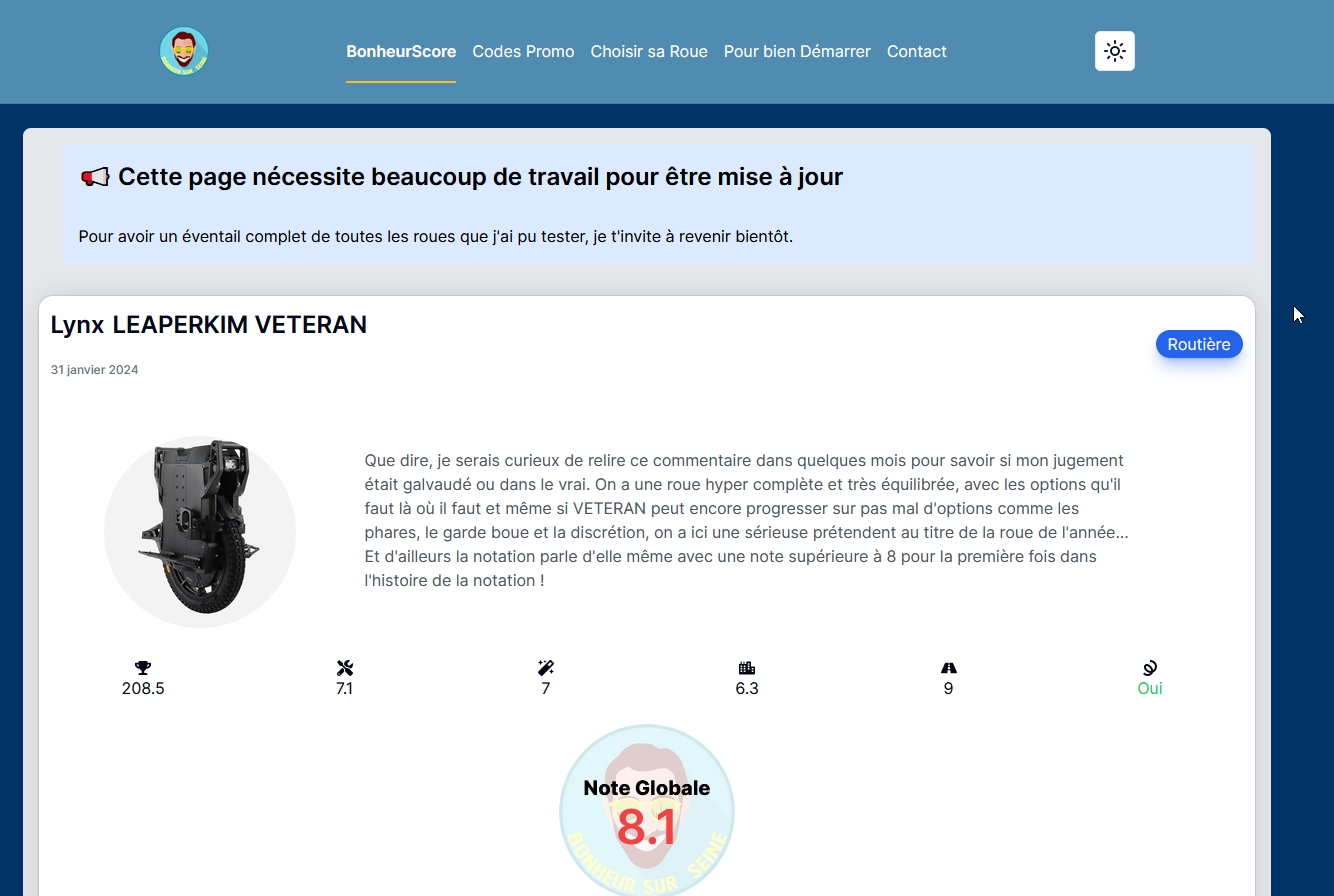 BonheurScore Codes Promo Choisir sa Roue Pour bien Démarrer Contact
📢 Cette page nécessite beaucoup de travail pour être mise à jour
Pour avoir un éventail complet de toutes les roues que j'ai pu tester, je t'invite à revenir bientôt.
Lynx LEAPERKIM VETERAN
Routière
31 janvier 2024
Que dire, je serais curieux de relire ce commentaire dans quelques mois pour savoir si mon jugement
était galvaudé ou dans le vrai. On a une roue hyper complète et très équilibrée, avec les options qu'il
faut là où il faut et même si VETERAN peut encore progresser sur pas mal d'options comme les
phares, le garde boue et la discrétion, on a ici une sérieuse prétendent au titre de la roue de l'année...
Et d'ailleurs la notation parle d'elle même avec une note supérieure à 8 pour la première fois dans
l'histoire de la notation !
208.5 7.1 7 6.3 9 Oui
Note Globale
8.1
BONHEUR SUR SEINE